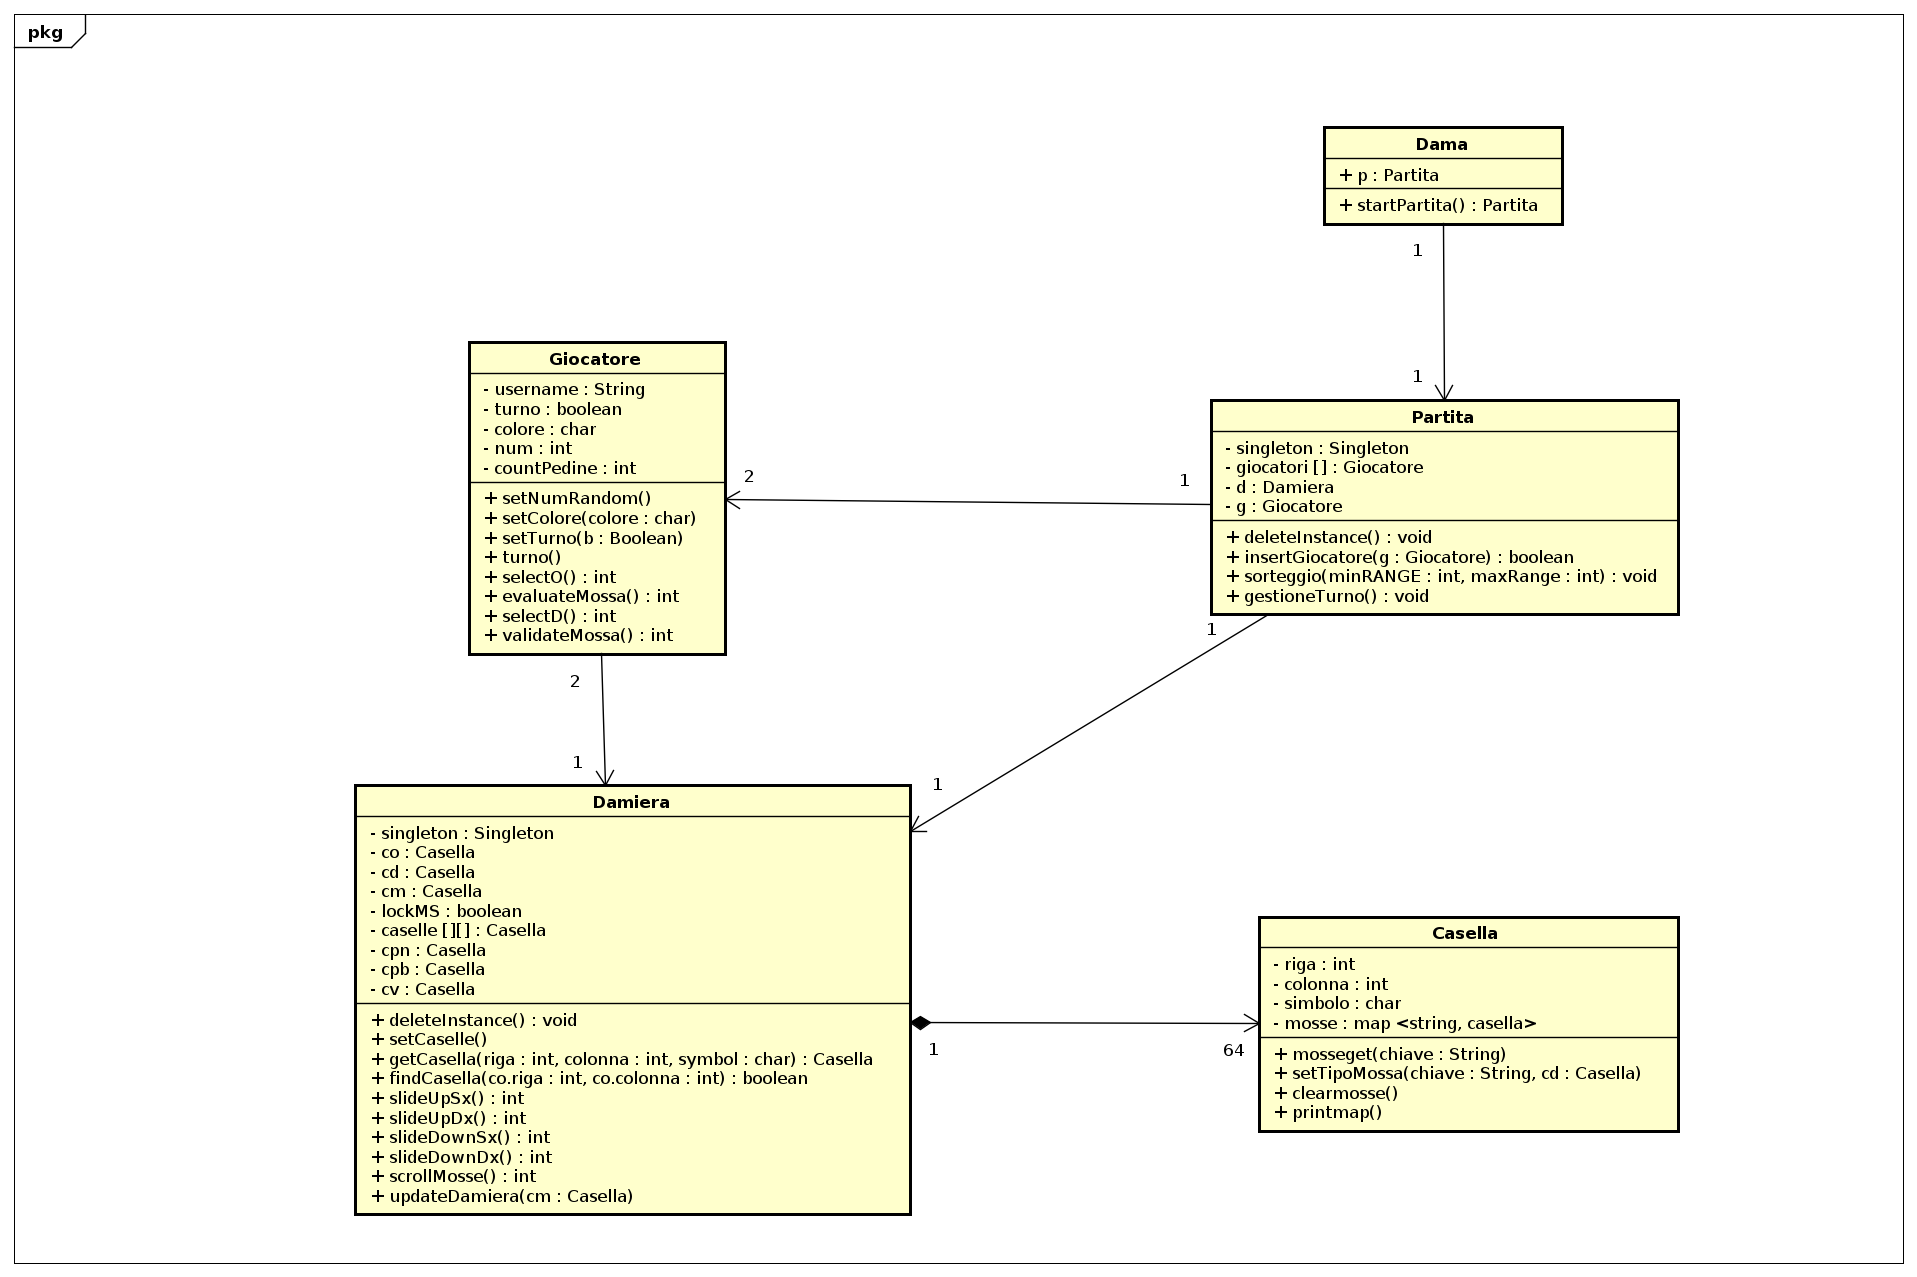 pkg
Dama
+ p : Partita
+ startPartita() : Partita
1
1
Giocatore
- username : String
- turno : boolean
- colore : char
- num : int
- countPedine : int
+ setNumRandom()
+ setColore(colore : char)
+ setTurno(b : Boolean)
+ turno()
+ selectO() : int
+ evaluateMossa() : int
+ selectD() : int
+ validateMossa() : int
2
1
Partita
- singleton : Singleton
- giocatori [] : Giocatore
- d : Damiera
- g : Giocatore
+ deleteInstance() : void
+ insertGiocatore(g : Giocatore) : boolean
+ sorteggio(minRANGE : int, maxRange : int) : void
+ gestioneTurno() : void
1
2
1
1
Damiera
- singleton : Singleton
- co : Casella
- cd : Casella
- cm : Casella
- lockMS : boolean
- caselle [][] : Casella
- cpn : Casella
- cpb : Casella
- cv : Casella
+ deleteInstance() : void
+ setCaselle()
+ getCasella(riga : int, colonna : int, symbol : char) : Casella
+ findCasella(co.riga : int, co.colonna : int) : boolean
+ slideUpSx() : int
+ slideUpDx() : int
+ slideDownSx() : int
+ slideDownDx() : int
+ scrollMosse() : int
+ updateDamiera(cm : Casella)
1
64
Casella
- riga : int
- colonna : int
- simbolo : char
- mosse : map <string, casella>
+ mosseget(chiave : String)
+ setTipoMossa(chiave : String, cd : Casella)
+ clearmosse()
+ printmap()